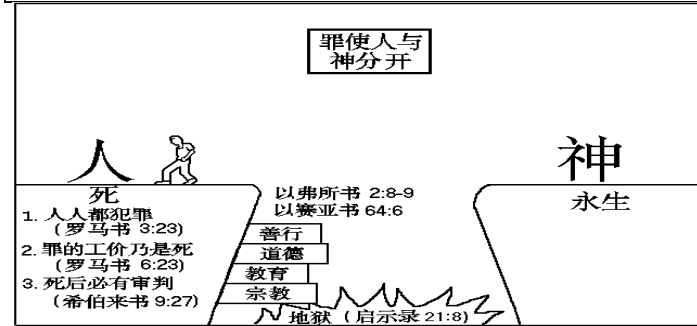 罪使人与
神分开
人
神
死
永生
1. 人人都犯罪
(罗马书 3:23)
2. 罪的工价乃是死
(罗马书 6:23)
3. 死后必有审判
(希伯来书 9:27)
以弗所书 2:8-9
以赛亚书 64:6
善行
道德
教育
宗教
地狱 (启示录 21:8)